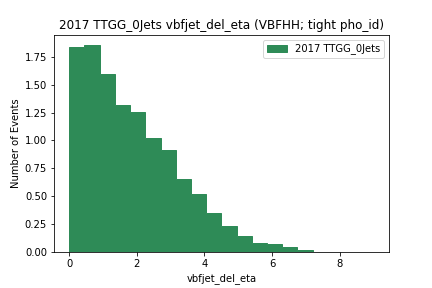 2017 TTGG_0Jets vbfjet_del_eta (VBFHH; tight pho_id)
2017 TTGG_0Jets
Number of Events
1.75
1.50
1.25
1.00
0.75
0.50
0.25
0.00
0 2 4 6 8
vbfjet_del_eta